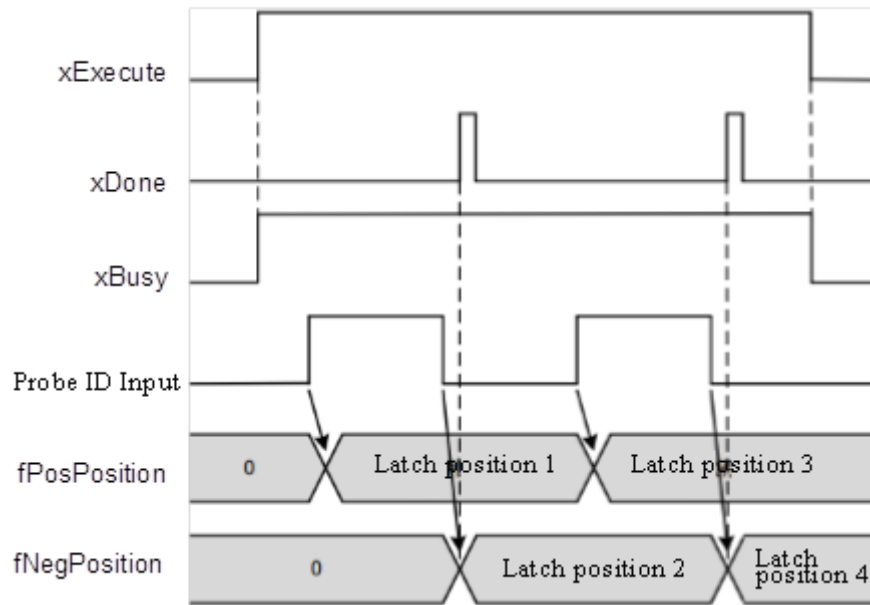 xExecute
xDone
xBusy
Probe ID Input
fPosPosition
0
Latch position 1
Latch position 3
fNegPosition
0
Latch position 2
Latch
position 4